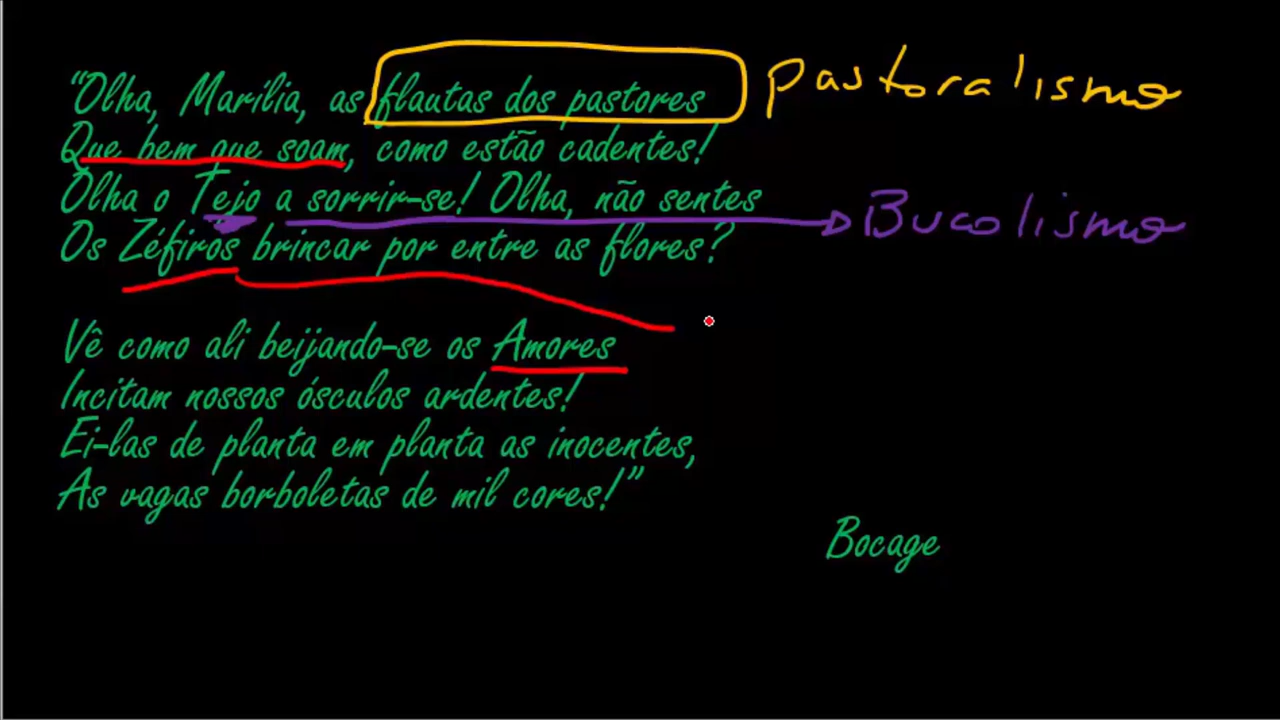 “Olha, Marília, as flautas dos pastores pastoralismo
Que bem que soam, como estão cadentes!
Olha o Tejo a sorrir-se! Olha, não sentes Bucolismo
Os Zéfiros brincar por entre as flores?
Vê como ali beijando-se os Amores
Incitam nossos ósculos ardentes!
Ei-las de planta em planta as inocentes,
As vagas borboletas de mil cores!”
Bocage